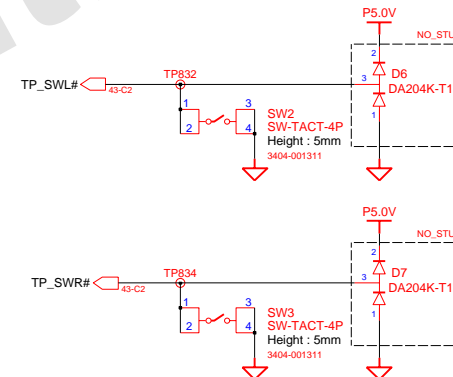 P5.0V
NO_STU
2
D6
TP_SWL#
43-C2
TP832
3
DA204K-T1
1
3
SW2
1
2
4
SW-TACT-4P
Height : 5mm
3404-001311
P5.0V
NO_STU
2
D7
TP_SWR#
43-C2
TP834
3
DA204K-T1
1
3
SW3
1
2
4
SW-TACT-4P
Height : 5mm
3404-001311